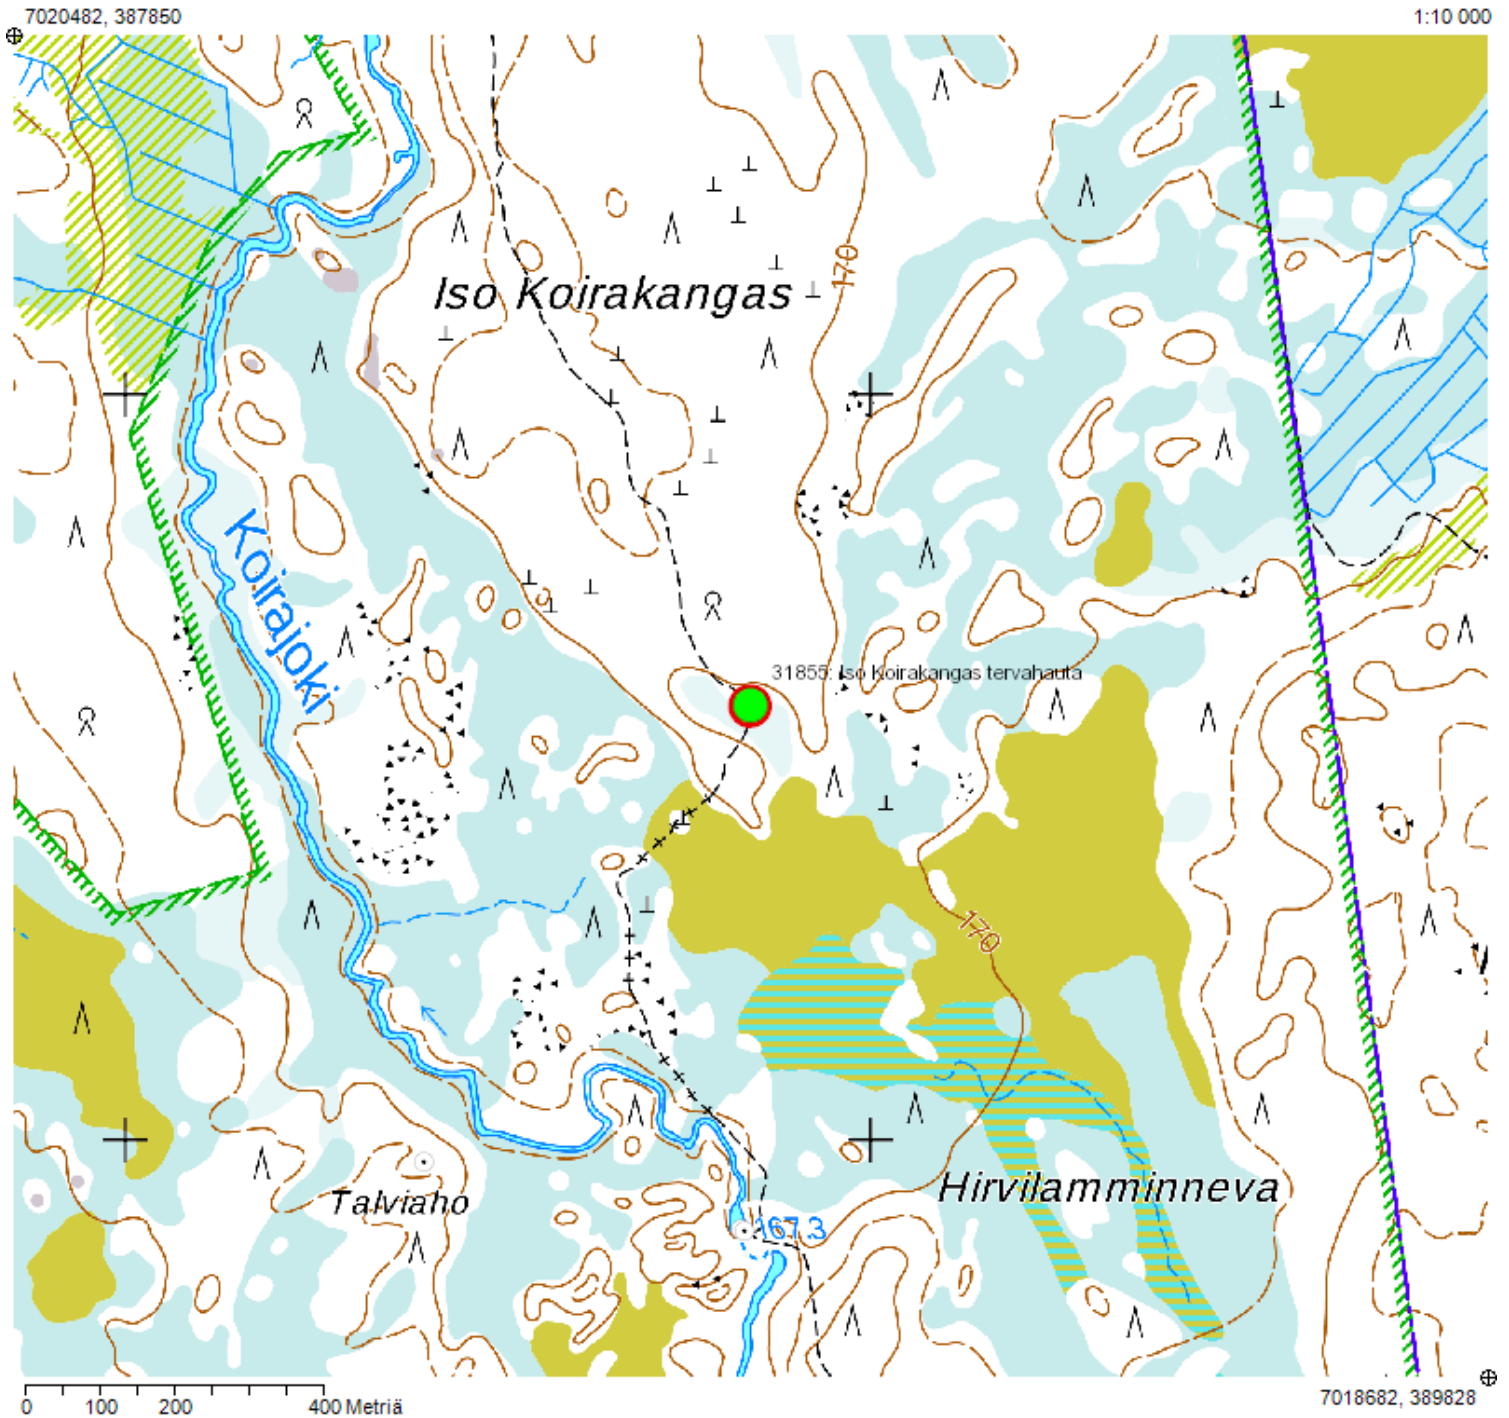 7020482, 387850
1:10 000
170
Iso Koirakangas
Koirajoki
31855: Iso Koirakangas tervahauta
170
Hirvilamminneva
Talviaho
167.3
0 100 200 400 Metriä
7018682, 389828